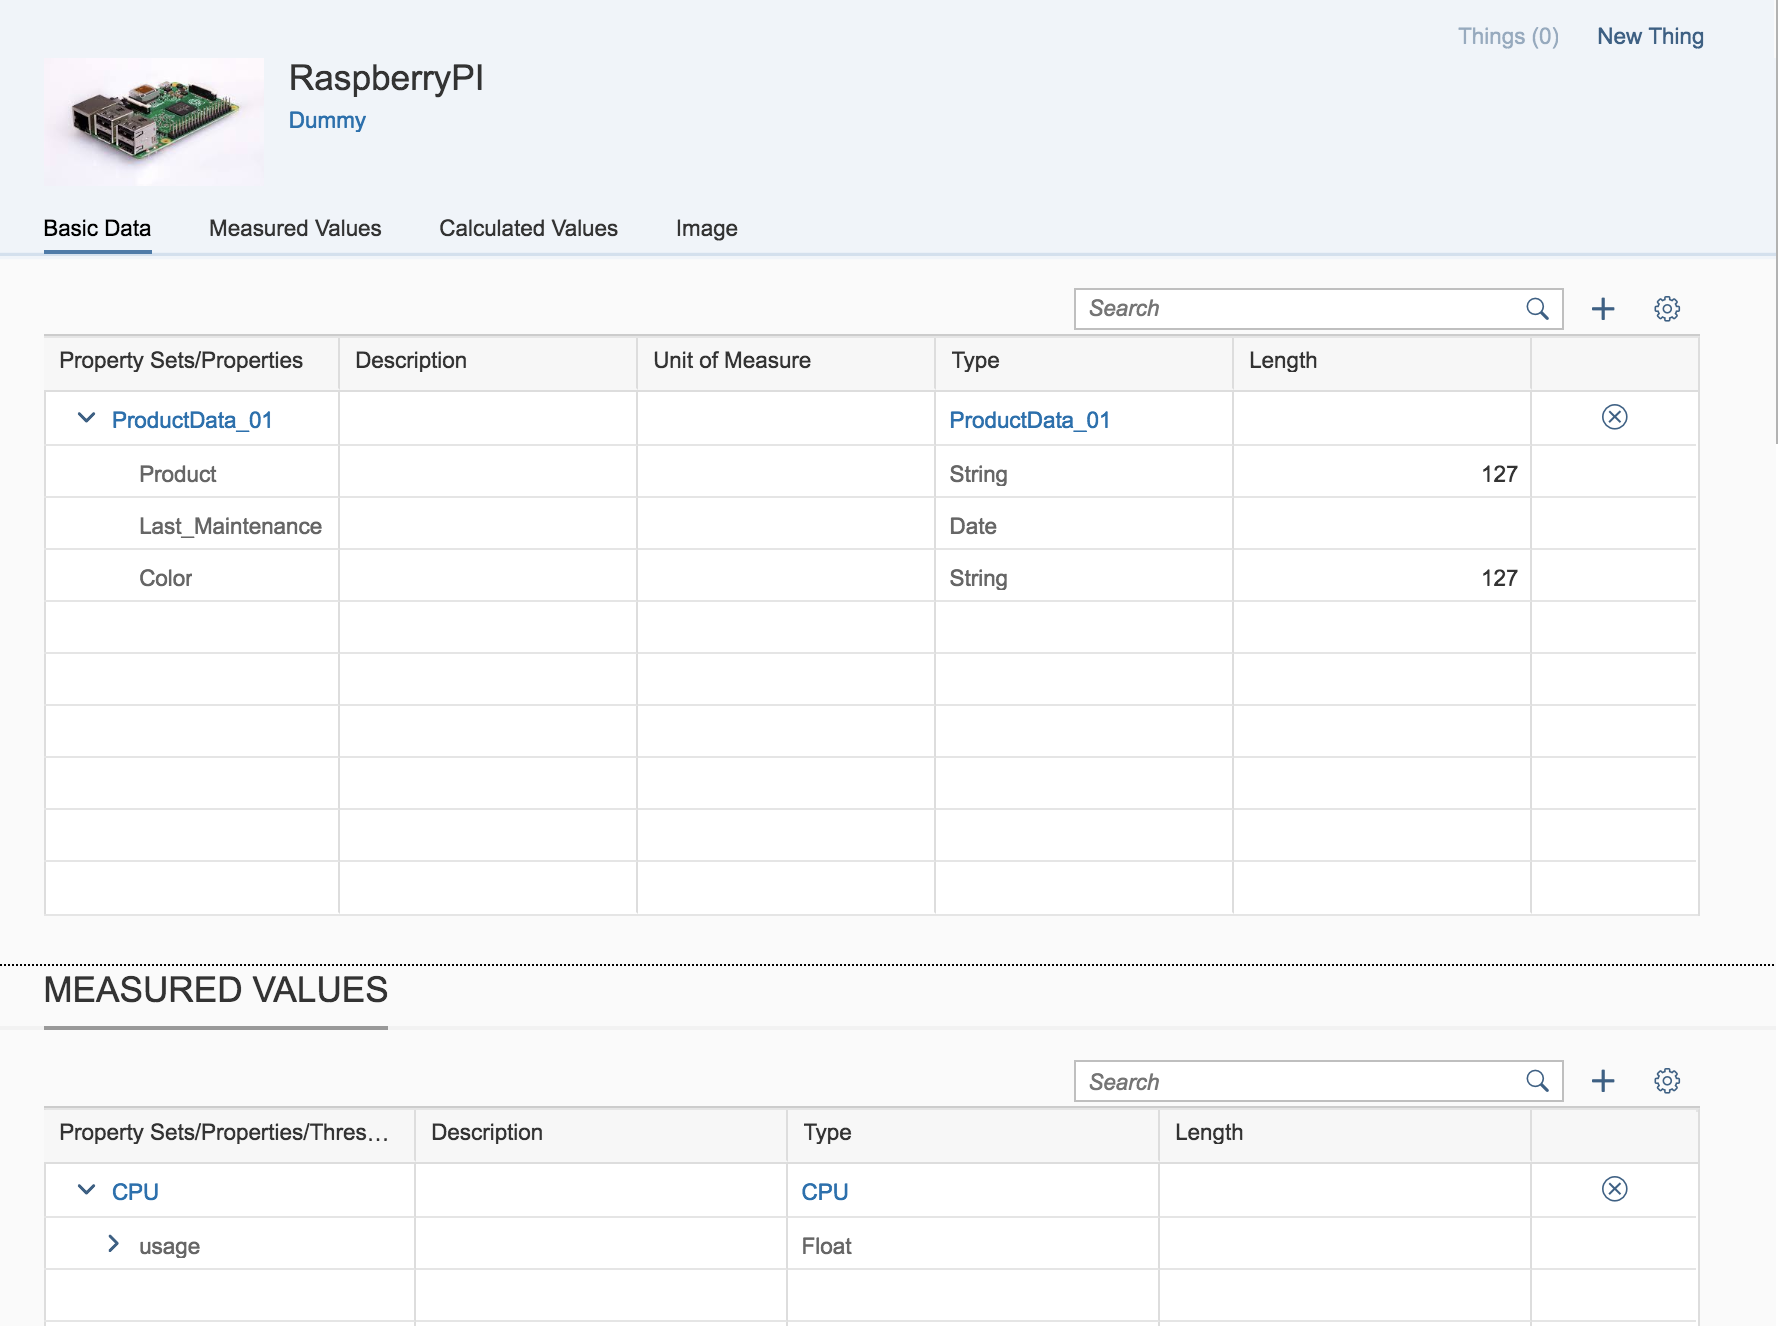 Things (0) New Thing
RaspberryPI
Dummy
Basic Data Measured Values Calculated Values Image
Search
Property Sets/Properties Description Unit of Measure Type Length
ProductData_01 ProductData_01
Product String 127
Last_Maintenance Date
Color String 127
MEASURED VALUES
Search
Property Sets/Properties/Thres... Description Type Length
CPU CPU
usage Float